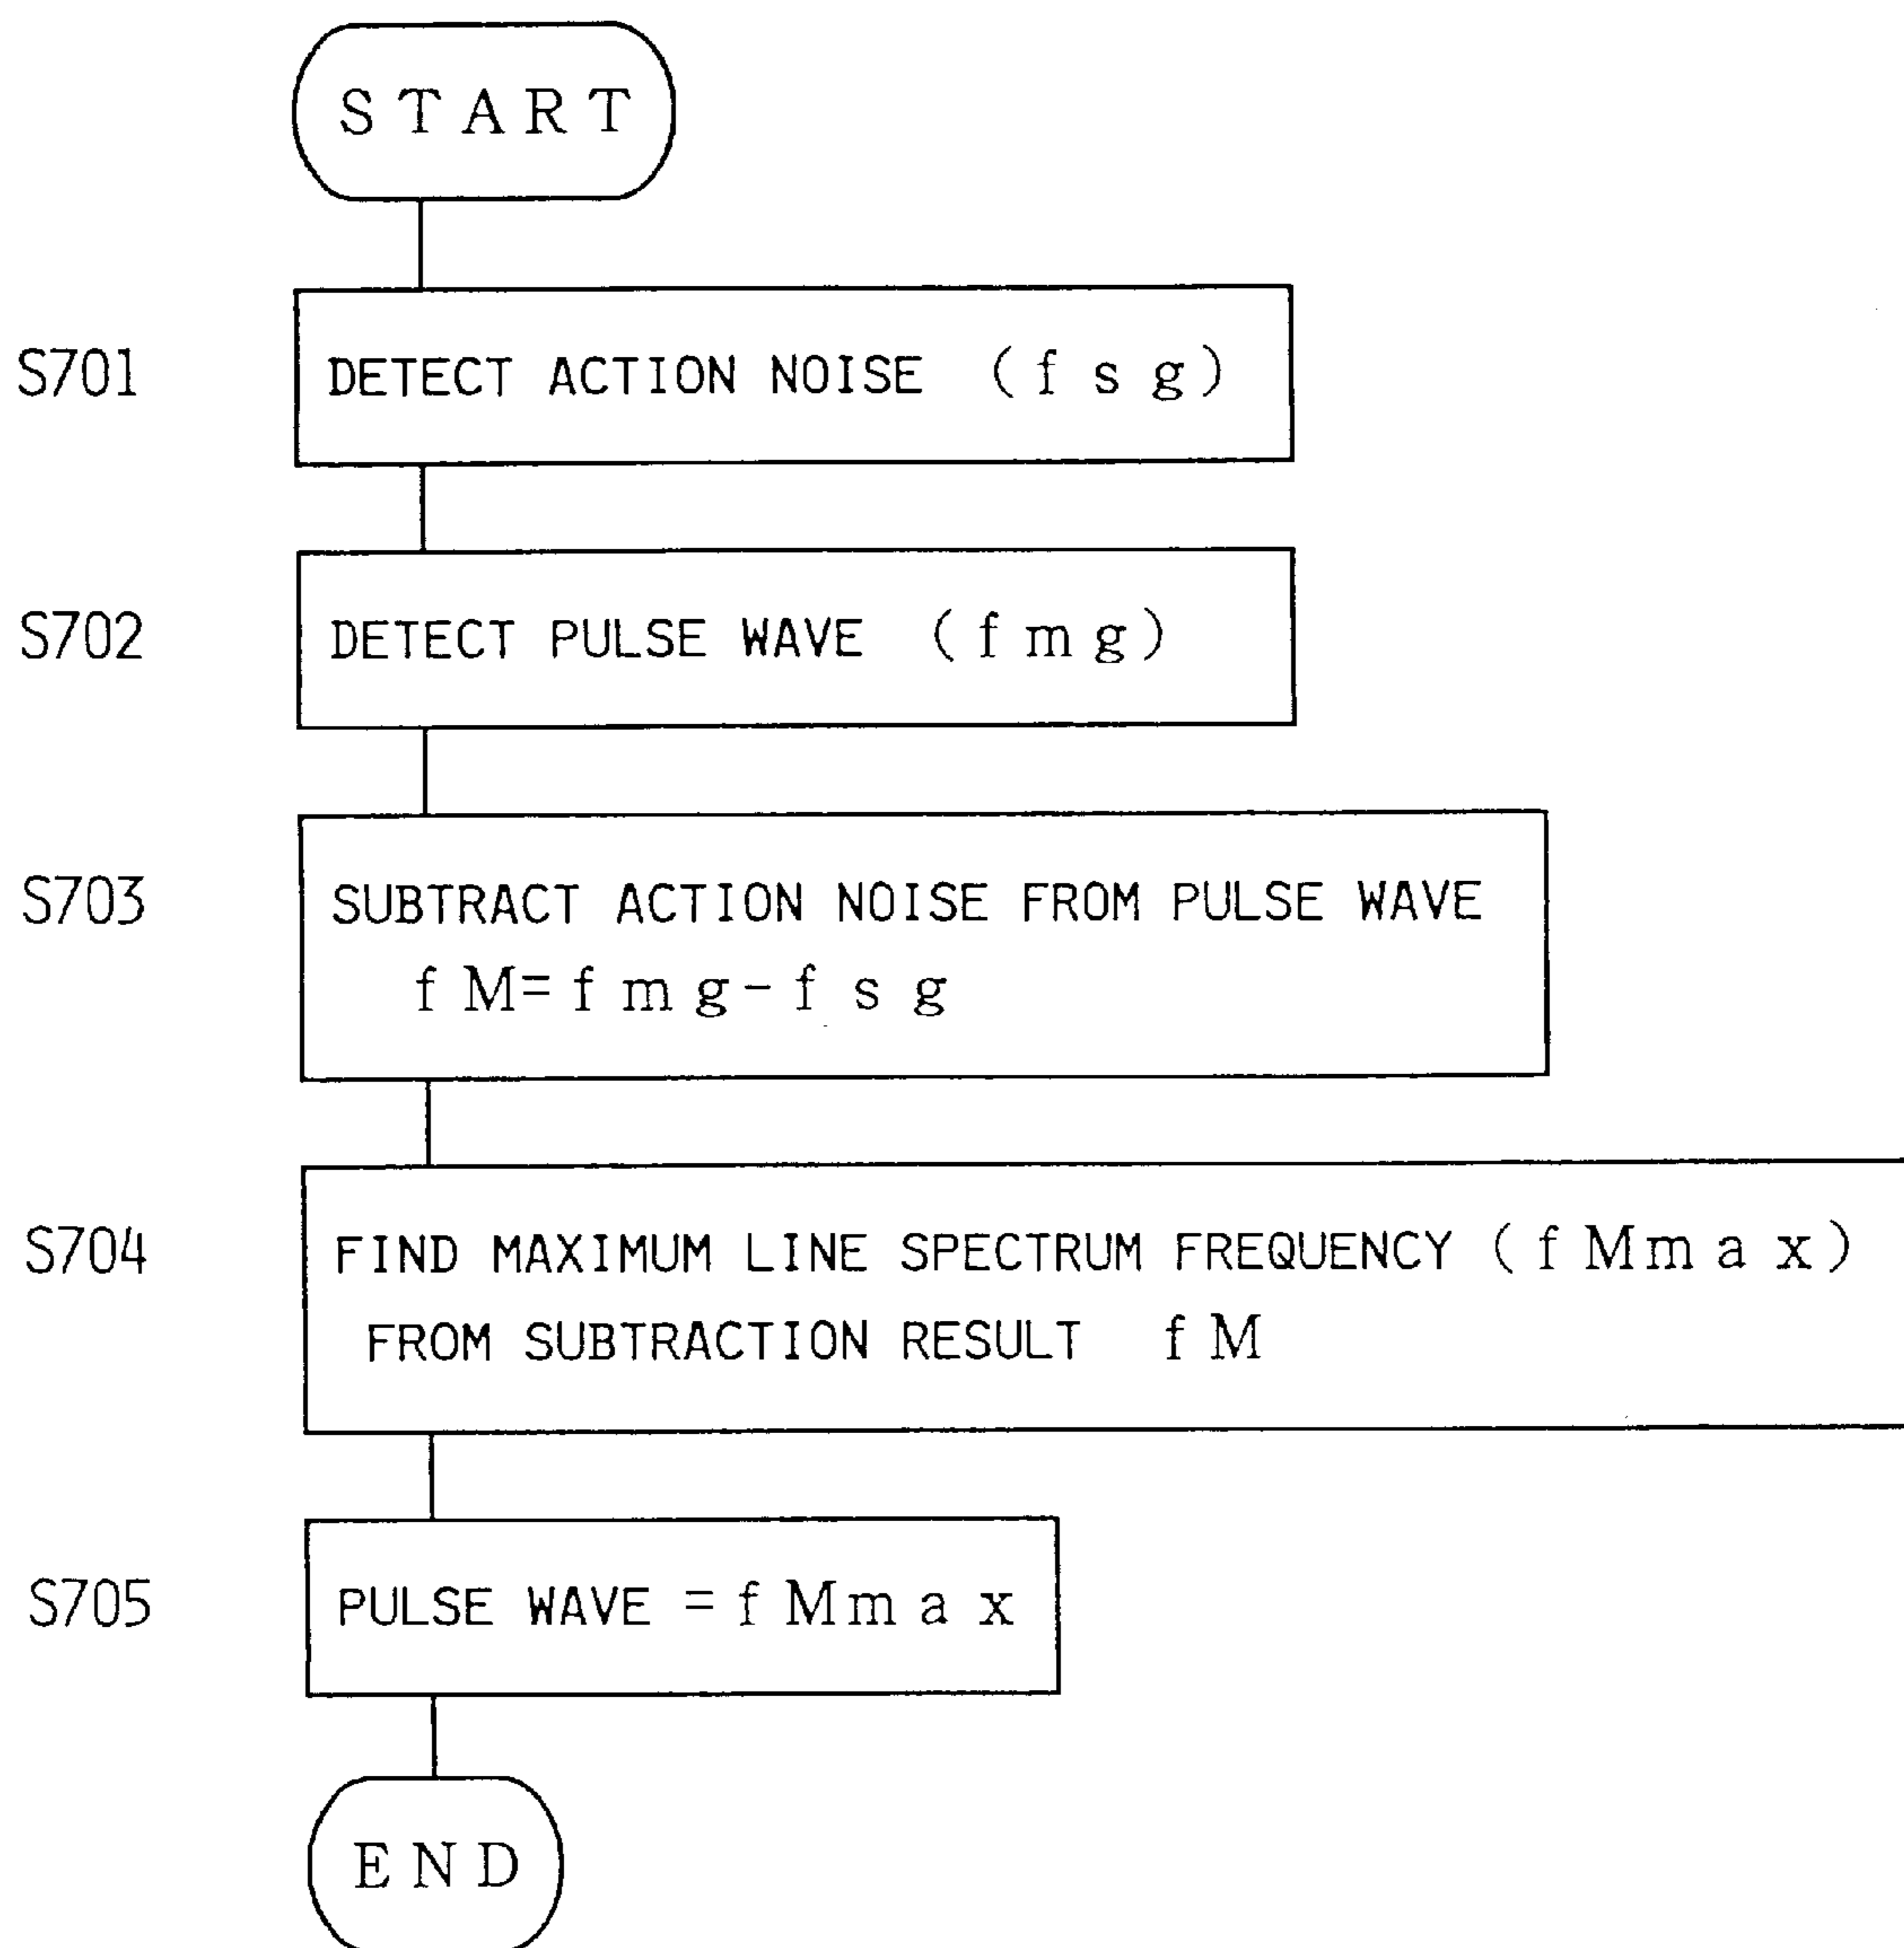 START
S701 DETECT ACTION NOISE (fsg)
S702 DETECT PULSE WAVE (fmg)
S703 SUBTRACT ACTION NOISE FROM PULSE WAVE
fM=fmg-fsg
S704 FIND MAXIMUM LINE SPECTRUM FREQUENCY (fMmax)
FROM SUBTRACTION RESULT fM
S705 PULSE WAVE =fMmax
END